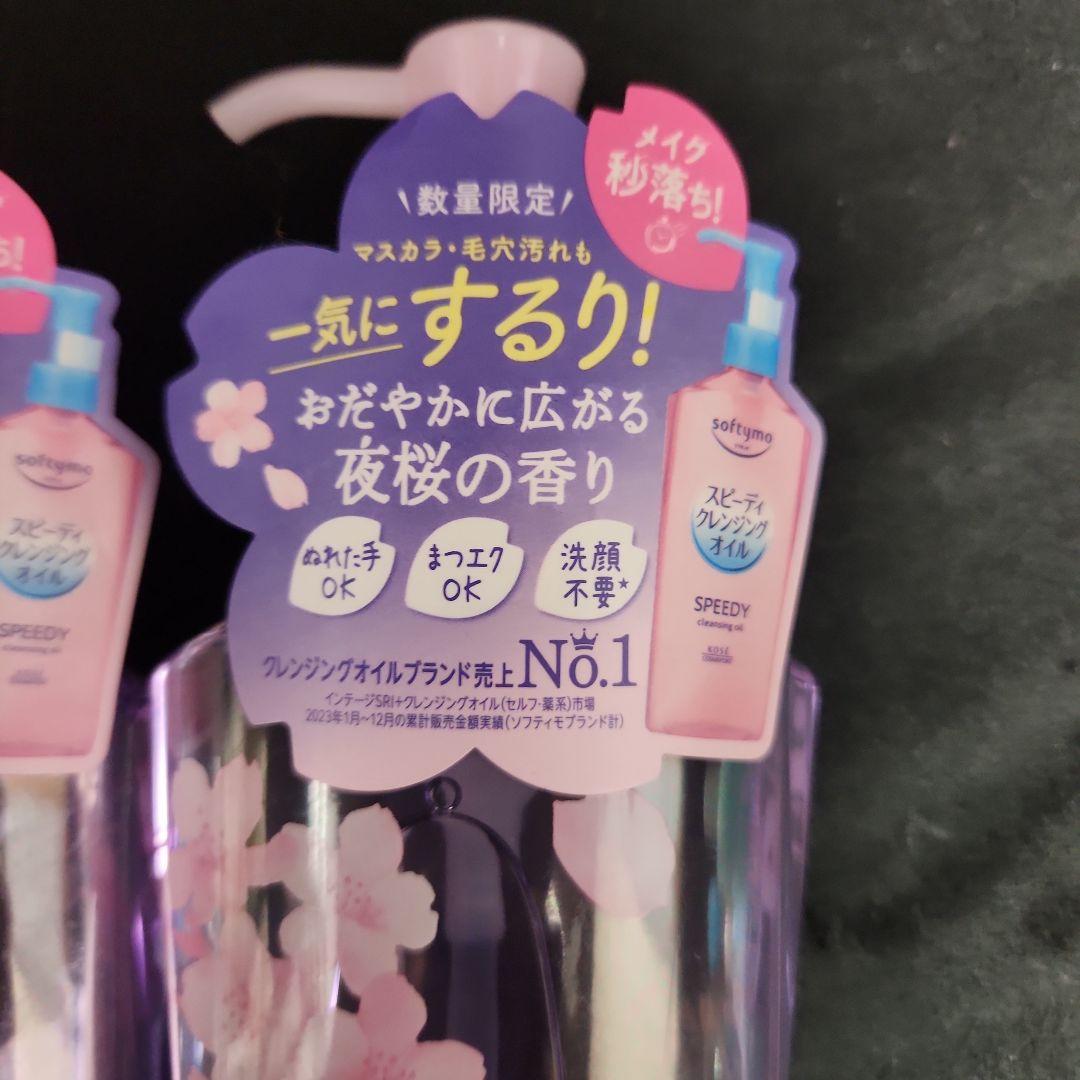 メイク
秒落ち!
\数量限定/
マスカラ・毛穴汚れも
一気にするり!
おだやかに広がる
夜桜の香り
ぬれた手
OK
まつエク
OK
洗顔
不要★
クレンジングオイルブランド売上No.1
インテージSRI+クレンジングオイル(セルフ・薬系)市場
2023年1月~12月の累計販売金額実績(ソフティモブランド計)
softymo
スピーディ
クレンジング
オイル
SPEEDY
cleansing oil
KOSÉ
ち!
softymo
スピーディ
クレンジング
オイル
SPEEDY
cleansing oil